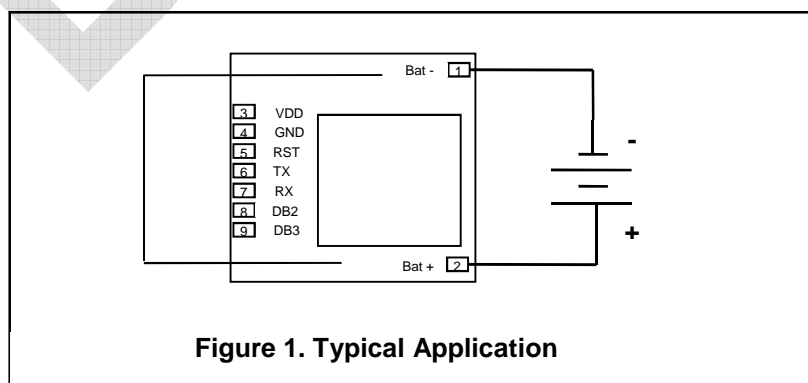 Bat - 1
-
3 VDD
4 GND
5 RST
6 TX
7 RX
8 DB2
9 DB3
+
Bat + 2
Figure 1. Typical Application